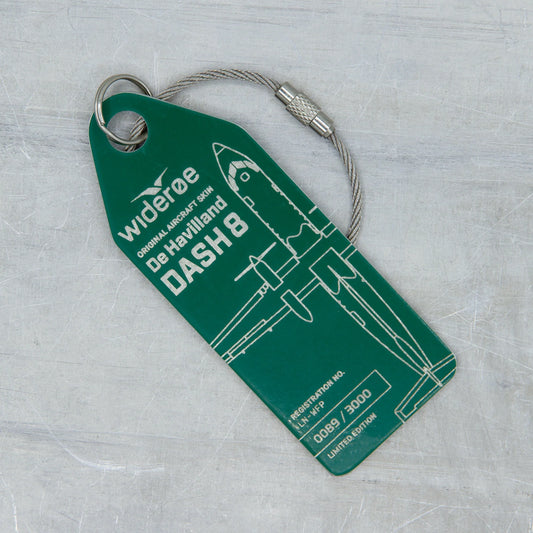 widerøe
ORIGINAL AIRCRAFT SKIN
De Havilland
DASH 8
REGISTRATION NO.
LN-WFP
0089 / 3000
LIMITED EDITION